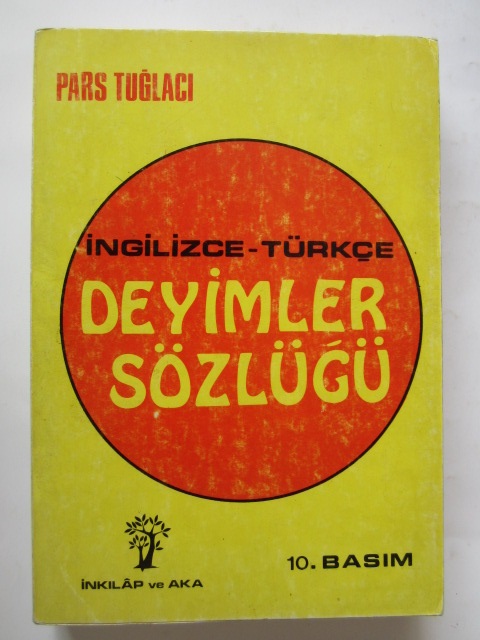 PARS TUĞLACI
İNGİLİZCE-TÜRKÇE
DEYİMLER
SÖZLÜĞÜ
İNKILÂP ve AKA
10. BASIM